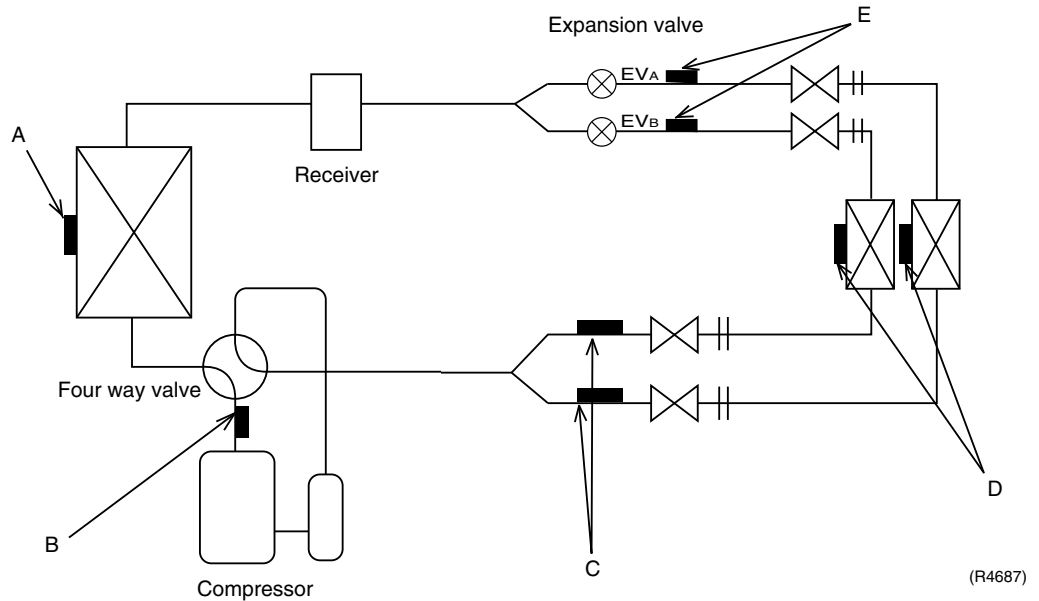 Expansion valve
E
EVA
A
EVB
Receiver
Four way valve
D
B
C
(R4687)
Compressor